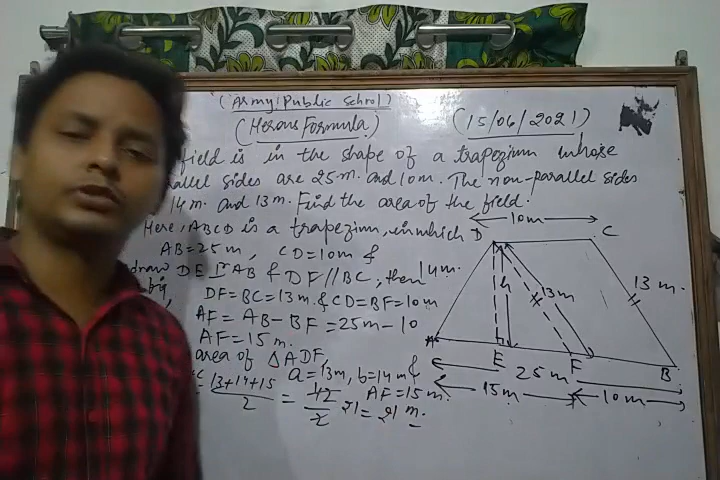 (Army Public School)
(Herons Formula.) (15/06/2021)
field is in the shape of a trapezium whose
allel sides are 25m. and 10m. The non-parallel sides
14m. and 13m. Find the area of the field.
Here, ABCD is a trapezium, in which
AB=25m, CD=10m &
draw DE⊥AB & DF//BC, then
DF=BC=13m. & CD=BF=10m
AF=AB-BF=25m-10
AF=15m.
area of △ADF,
a=13m, b=14m &
AF=15m.
= 13+14+15/2 = 42/2 21 = 21 m.
10m
D C
14m.
h
13m
13 m.
A E F B
25m
15m 10m